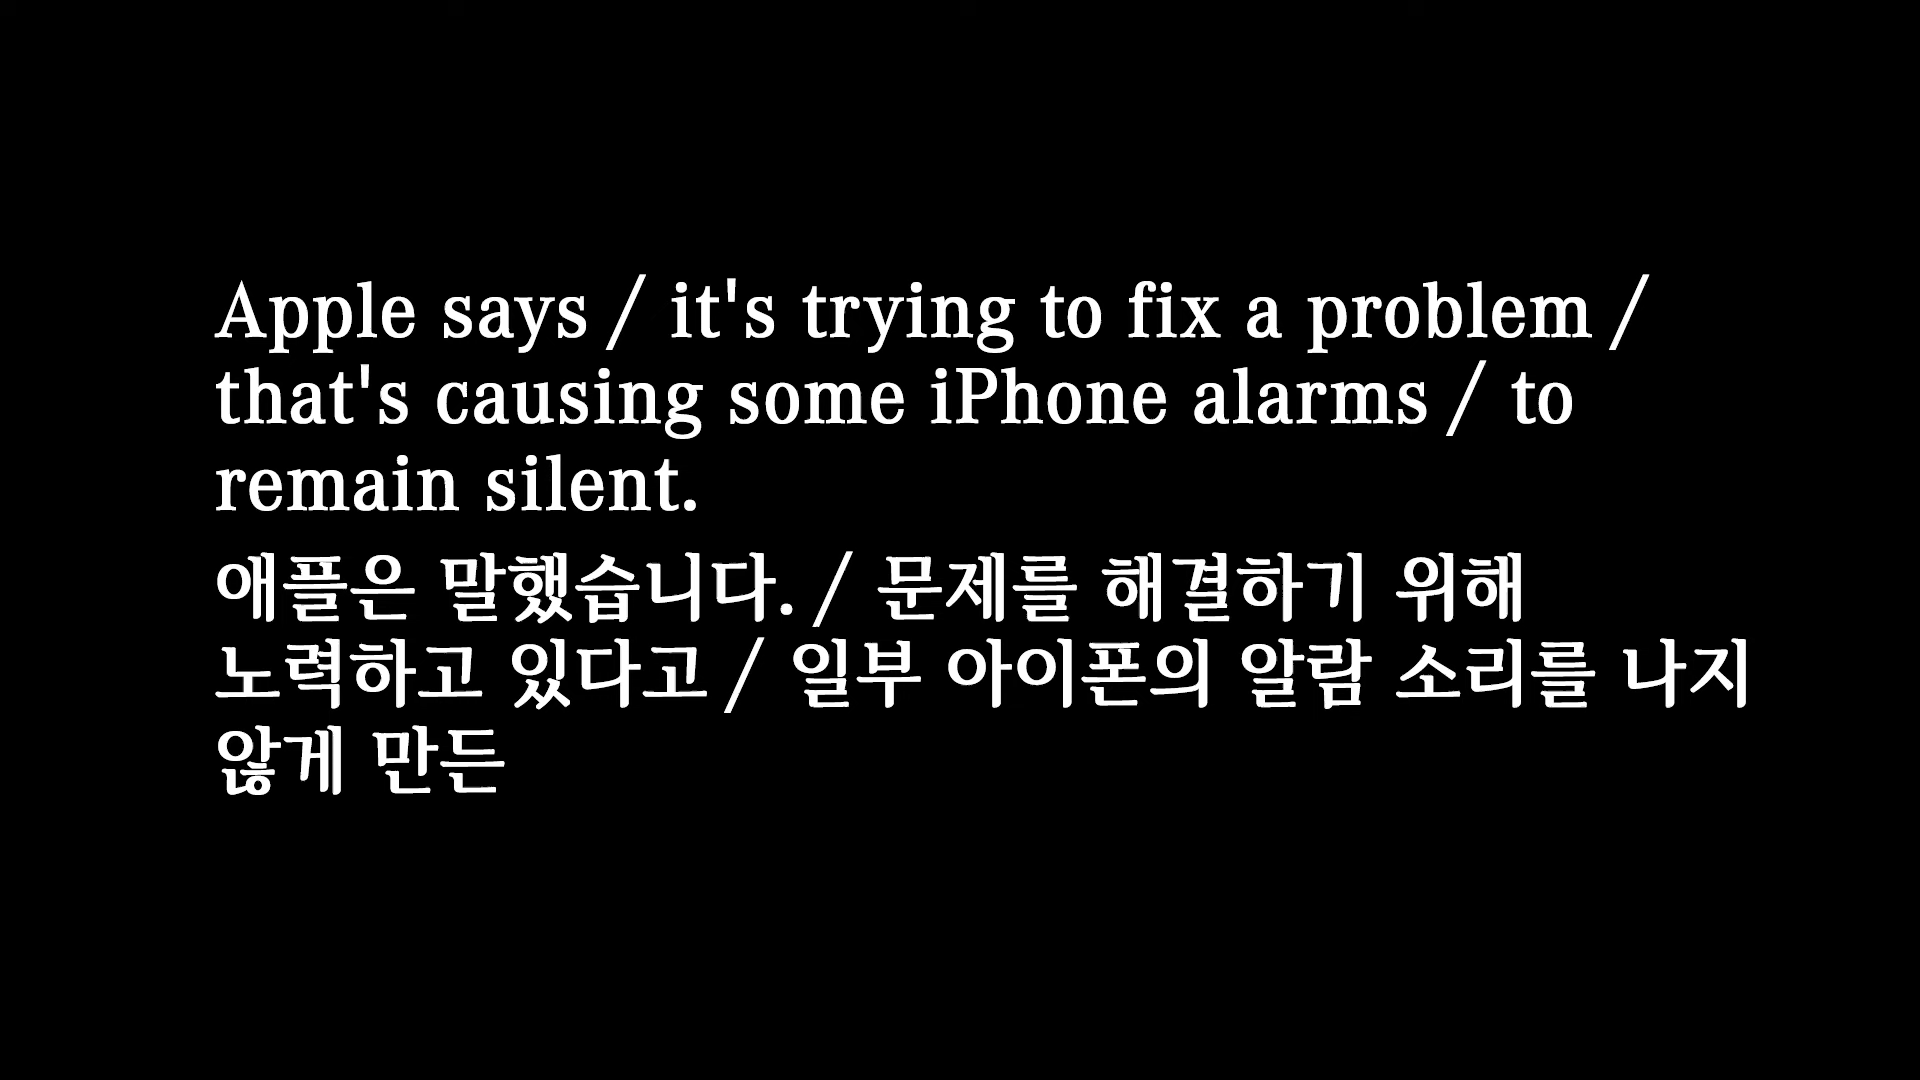 Apple says / it's trying to fix a problem /
that's causing some iPhone alarms / to
remain silent.
애플은 말했습니다. / 문제를 해결하기 위해
노력하고 있다고 / 일부 아이폰의 알람 소리를 나지
않게 만든